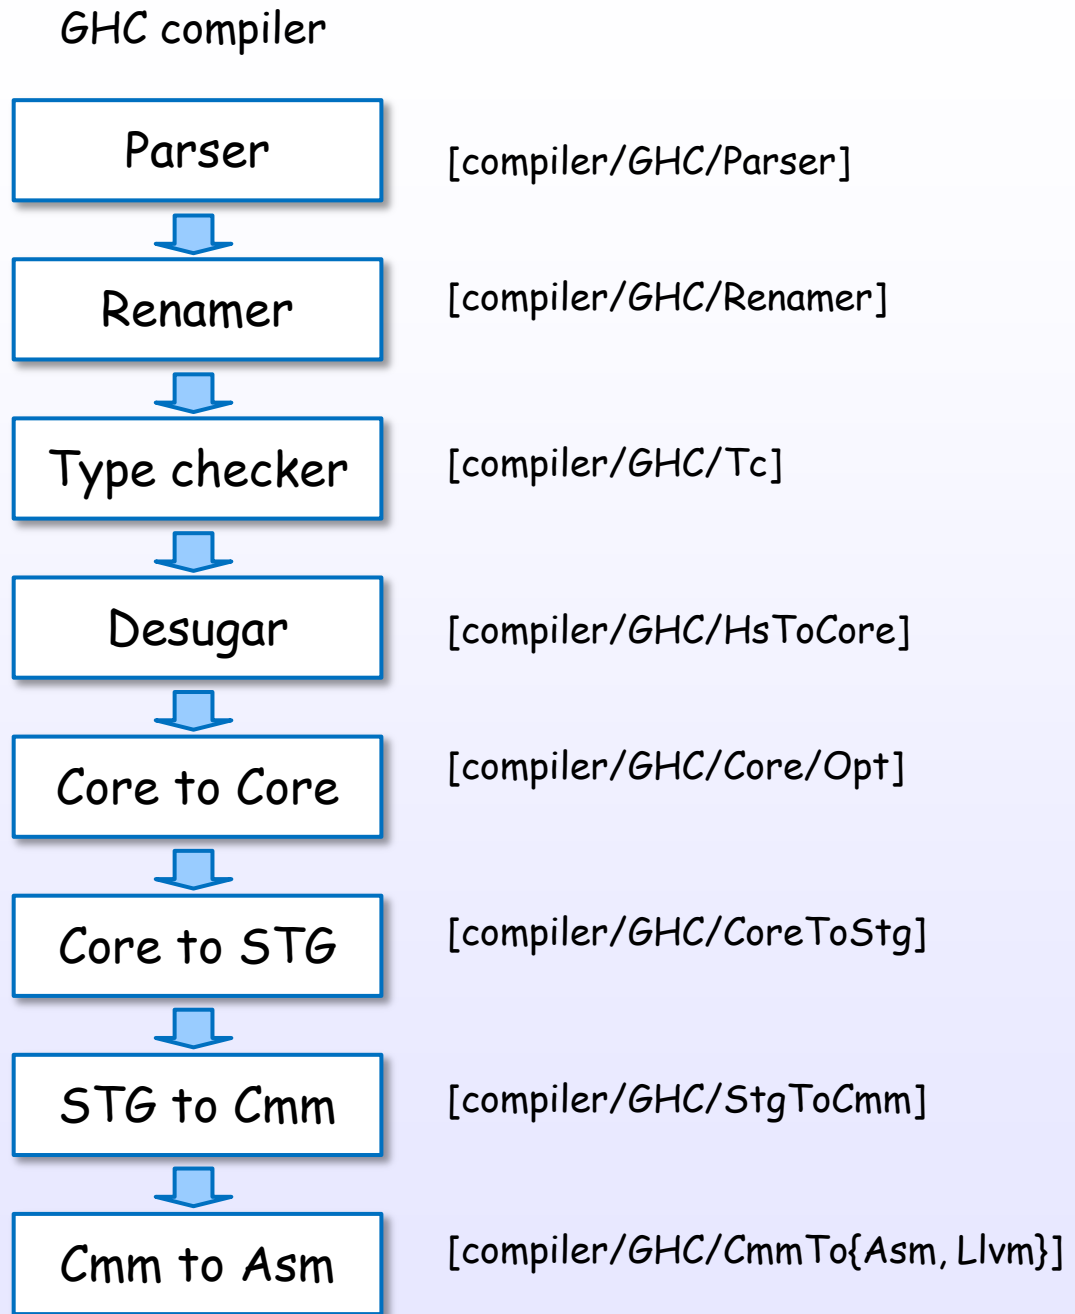 GHC compiler
Parser [compiler/GHC/Parser]
Renamer [compiler/GHC/Renamer]
Type checker [compiler/GHC/Tc]
Desugar [compiler/GHC/HsToCore]
Core to Core [compiler/GHC/Core/Opt]
Core to STG [compiler/GHC/CoreToStg]
STG to Cmm [compiler/GHC/StgToCmm]
Cmm to Asm [compiler/GHC/CmmTo{Asm, Llvm}]